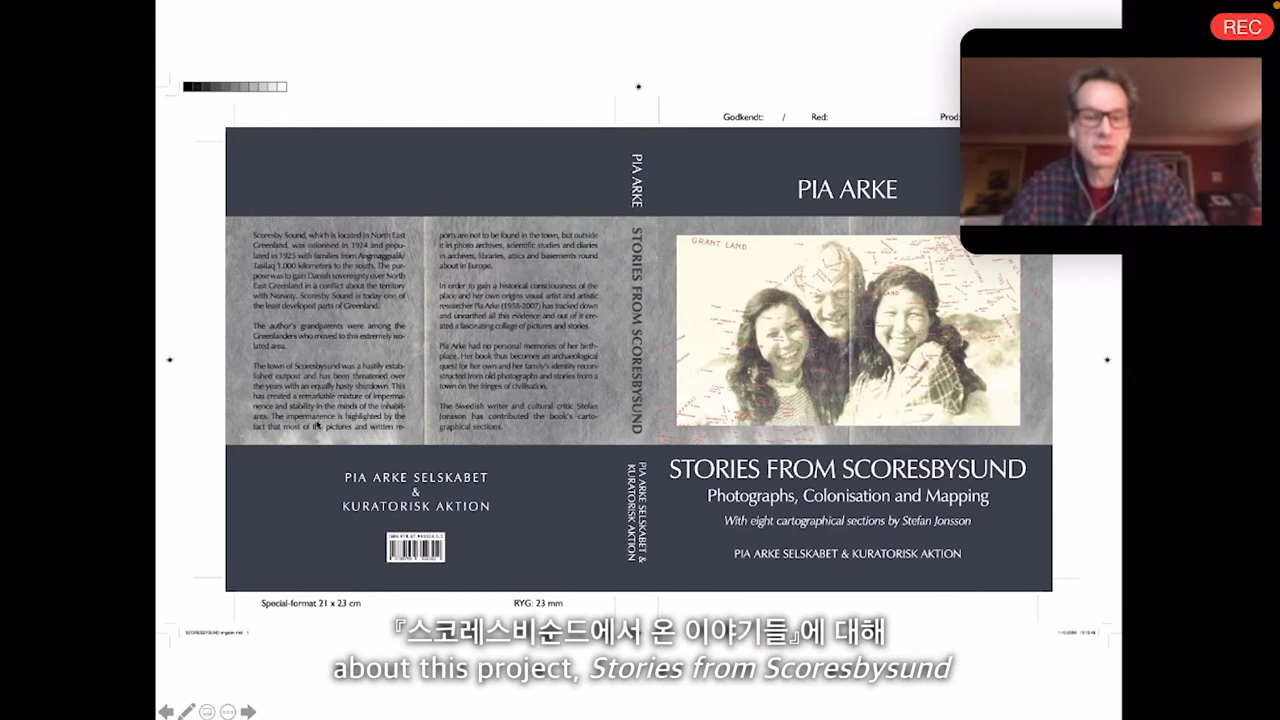 REC
Godkendt: / Red: Prod:
PIA ARKE
STORIES FROM SCORESBYSUND
PIA ARKE SELSKABET &
KURATORISK AKTION
Scoresby Sound, which is located in North East
Greenland, was colonised in 1924 and popu-
lated in 1925 with families from Angmaggsalik/
Tasiilaq 1,000 kilometers to the south. The pur-
pose was to gain Danish sovereignty over North
East Greenland in a conflict about the territory
with Norway. Scoresby Sound is today one of
the least developed parts of Greenland.
The author's grandparents were among the
Greenlanders who moved to this extremely iso-
lated area.
The town of Scoresbysund was a hastily estab-
lished outpost and has been threatened over
the years with an equally hasty shutdown. This
has created a remarkable mixture of imperma-
nence and stability in the minds of the inhabit-
ants. The impermanence is highlighted by the
fact that most of the pictures and written re-
ports are not to be found in the town, but outside
it in photo archives, scientific studies and diaries
in archives, libraries, attics and basements round
about in Europe.
In order to gain a historical consciousness of the
place and her own origins visual artist and artistic
researcher Pia Arke (1958-2007) has tracked down
and unearthed all this evidence and out of it cre-
ated a fascinating collage of pictures and stories.
Pia Arke had no personal memories of her birth-
place. Her book thus becomes an archaeological
quest for her own and her family's identity recon-
structed from old photographs and stories from a
town on the fringes of civilisation.
The Swedish writer and cultural critic Stefan
Jonsson has contributed the book's carto-
graphical sections.
PIA ARKE SELSKABET
&
KURATORISK AKTION
PIA ARKE
GRANT LAND
STORIES FROM SCORESBYSUND
Photographs, Colonisation and Mapping
With eight cartographical sections by Stefan Jonsson
PIA ARKE SELSKABET & KURATORISK AKTION
Special-format 21 x 23 cm RYG: 23 mm
『스코레스비순드에서 온 이야기들』에 대해
about this project, Stories from Scoresbysund